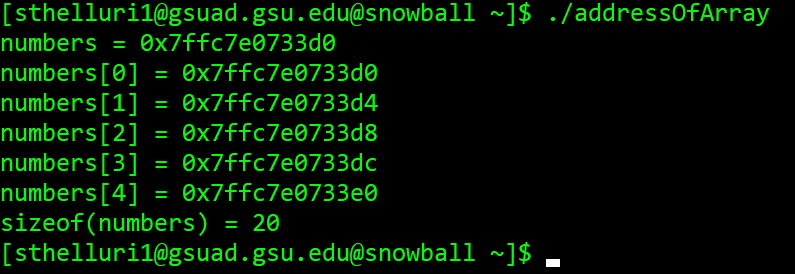 [sthelluri1@gsuad.gsu.edu@snowball ~]$ ./addressOfArray
numbers = 0x7ffc7e0733d0
numbers[0] = 0x7ffc7e0733d0
numbers[1] = 0x7ffc7e0733d4
numbers[2] = 0x7ffc7e0733d8
numbers[3] = 0x7ffc7e0733dc
numbers[4] = 0x7ffc7e0733e0
sizeof(numbers) = 20
[sthelluri1@gsuad.gsu.edu@snowball ~]$